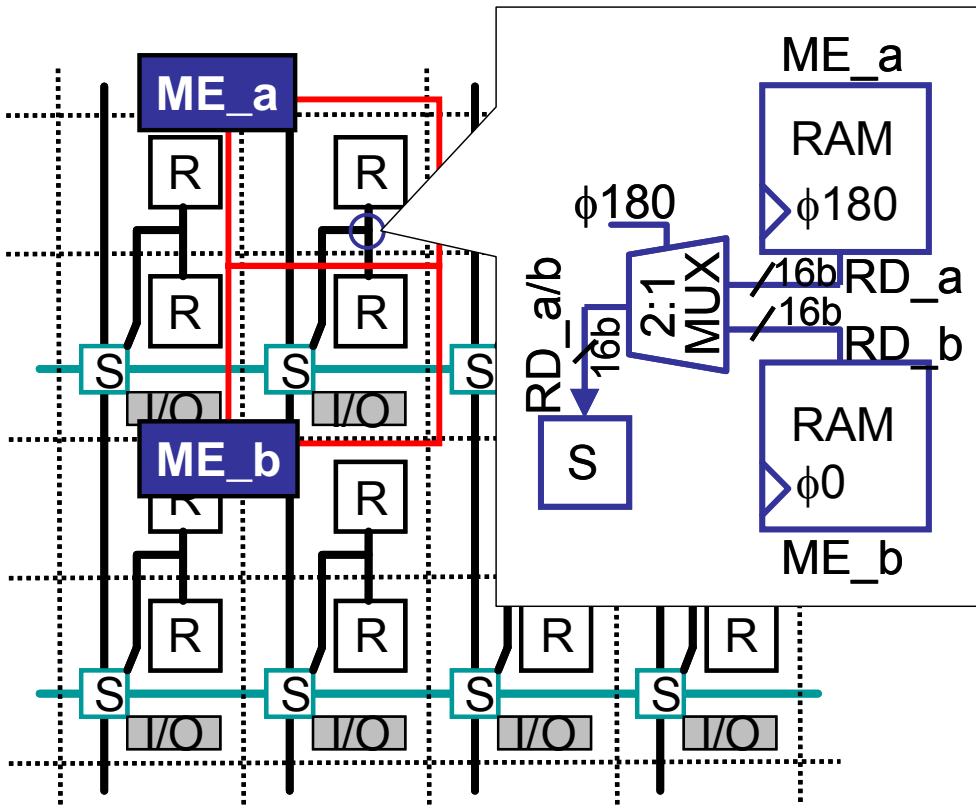 ME_a
R
R
R
R
S
S
S
I/O
I/O
ME_b
R
R
R
R
R
R
S
S
S
S
I/O
I/O
I/O
I/O
ME_a
RAM
ϕ180
ϕ180
2:1
MUX
16b
RD_a
16b
RD_b
RD_a/b
16b
S
RAM
ϕ0
ME_b